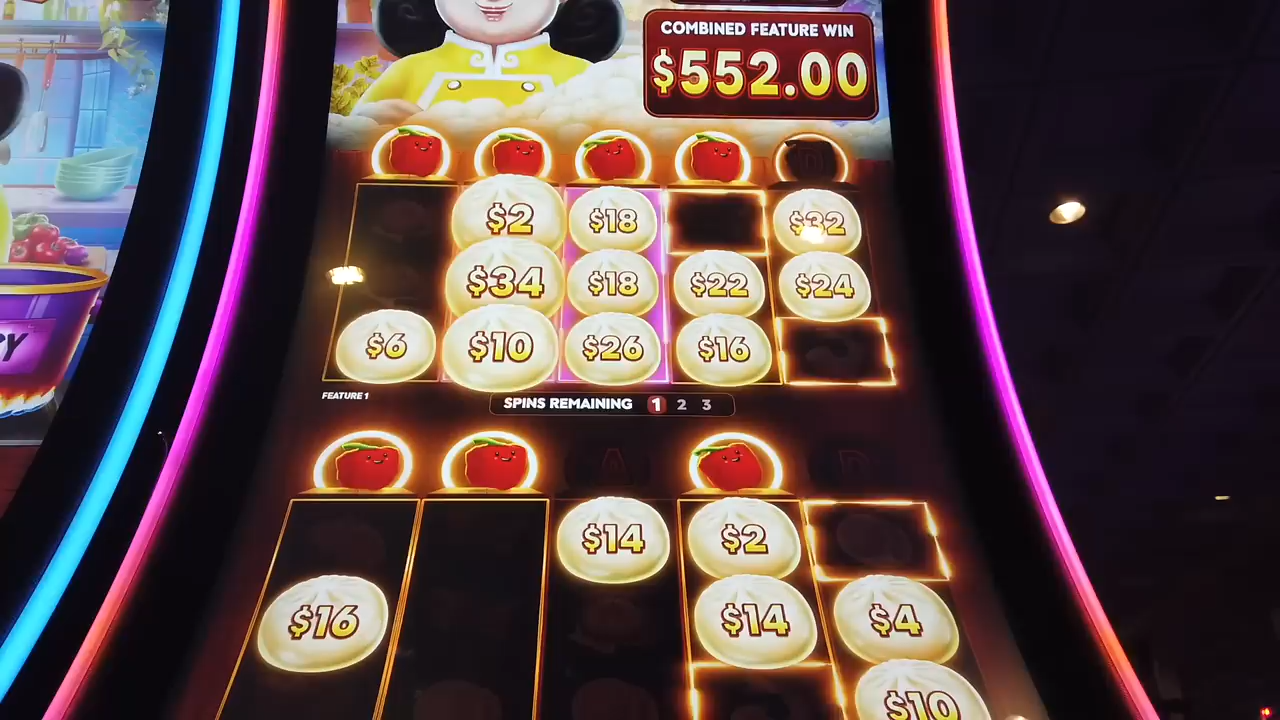 COMBINED FEATURE WIN
$552.00
$2 $18 $32
$34 $18 $22 $24
$6 $10 $26 $16
FEATURE 1
SPINS REMAINING 1 2 3
$14 $2
$16 $14 $4
$10